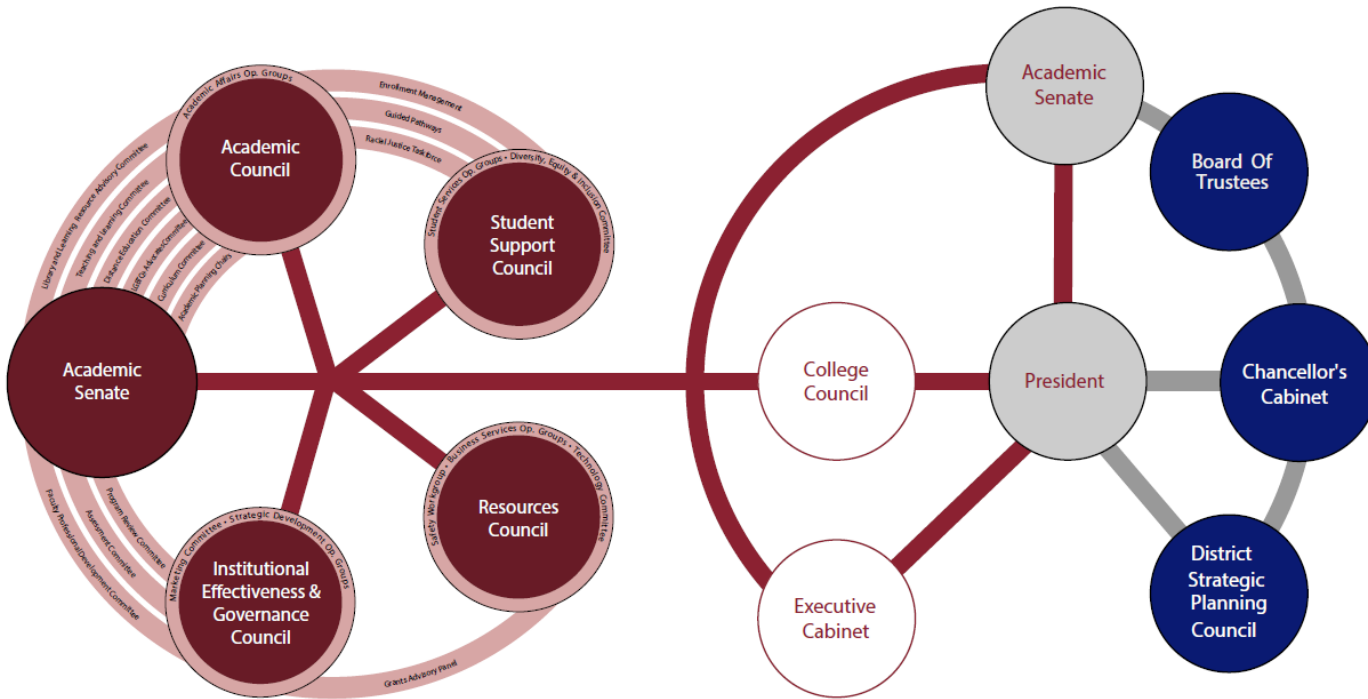 Academic Affairs Op. Groups
Academic
Council
Enrollment Management
Guided Pathways
Racial Justice Taskforce
Student Services Op. Groups • Diversity, Equity & Inclusion Committee
Student
Support
Council
Library and Learning Resource Advisory Committee
Teaching and Learning Committee
Distance Education Committee
LGBTQ+ Advocates Committee
Curriculum Committee
Academic Planning Chairs
Academic
Senate
Program Review Committee
Assessment Committee
Faculty Professional Development Committee
Marketing Committee • Strategic Development Op. Groups
Institutional
Effectiveness &
Governance
Council
Safety Workgroup • Business Services Op. Groups • Technology Committee
Resources
Council
Grants Advisory Panel
Academic
Senate
College
Council
President
Executive
Cabinet
Board Of
Trustees
Chancellor's
Cabinet
District
Strategic
Planning
Council